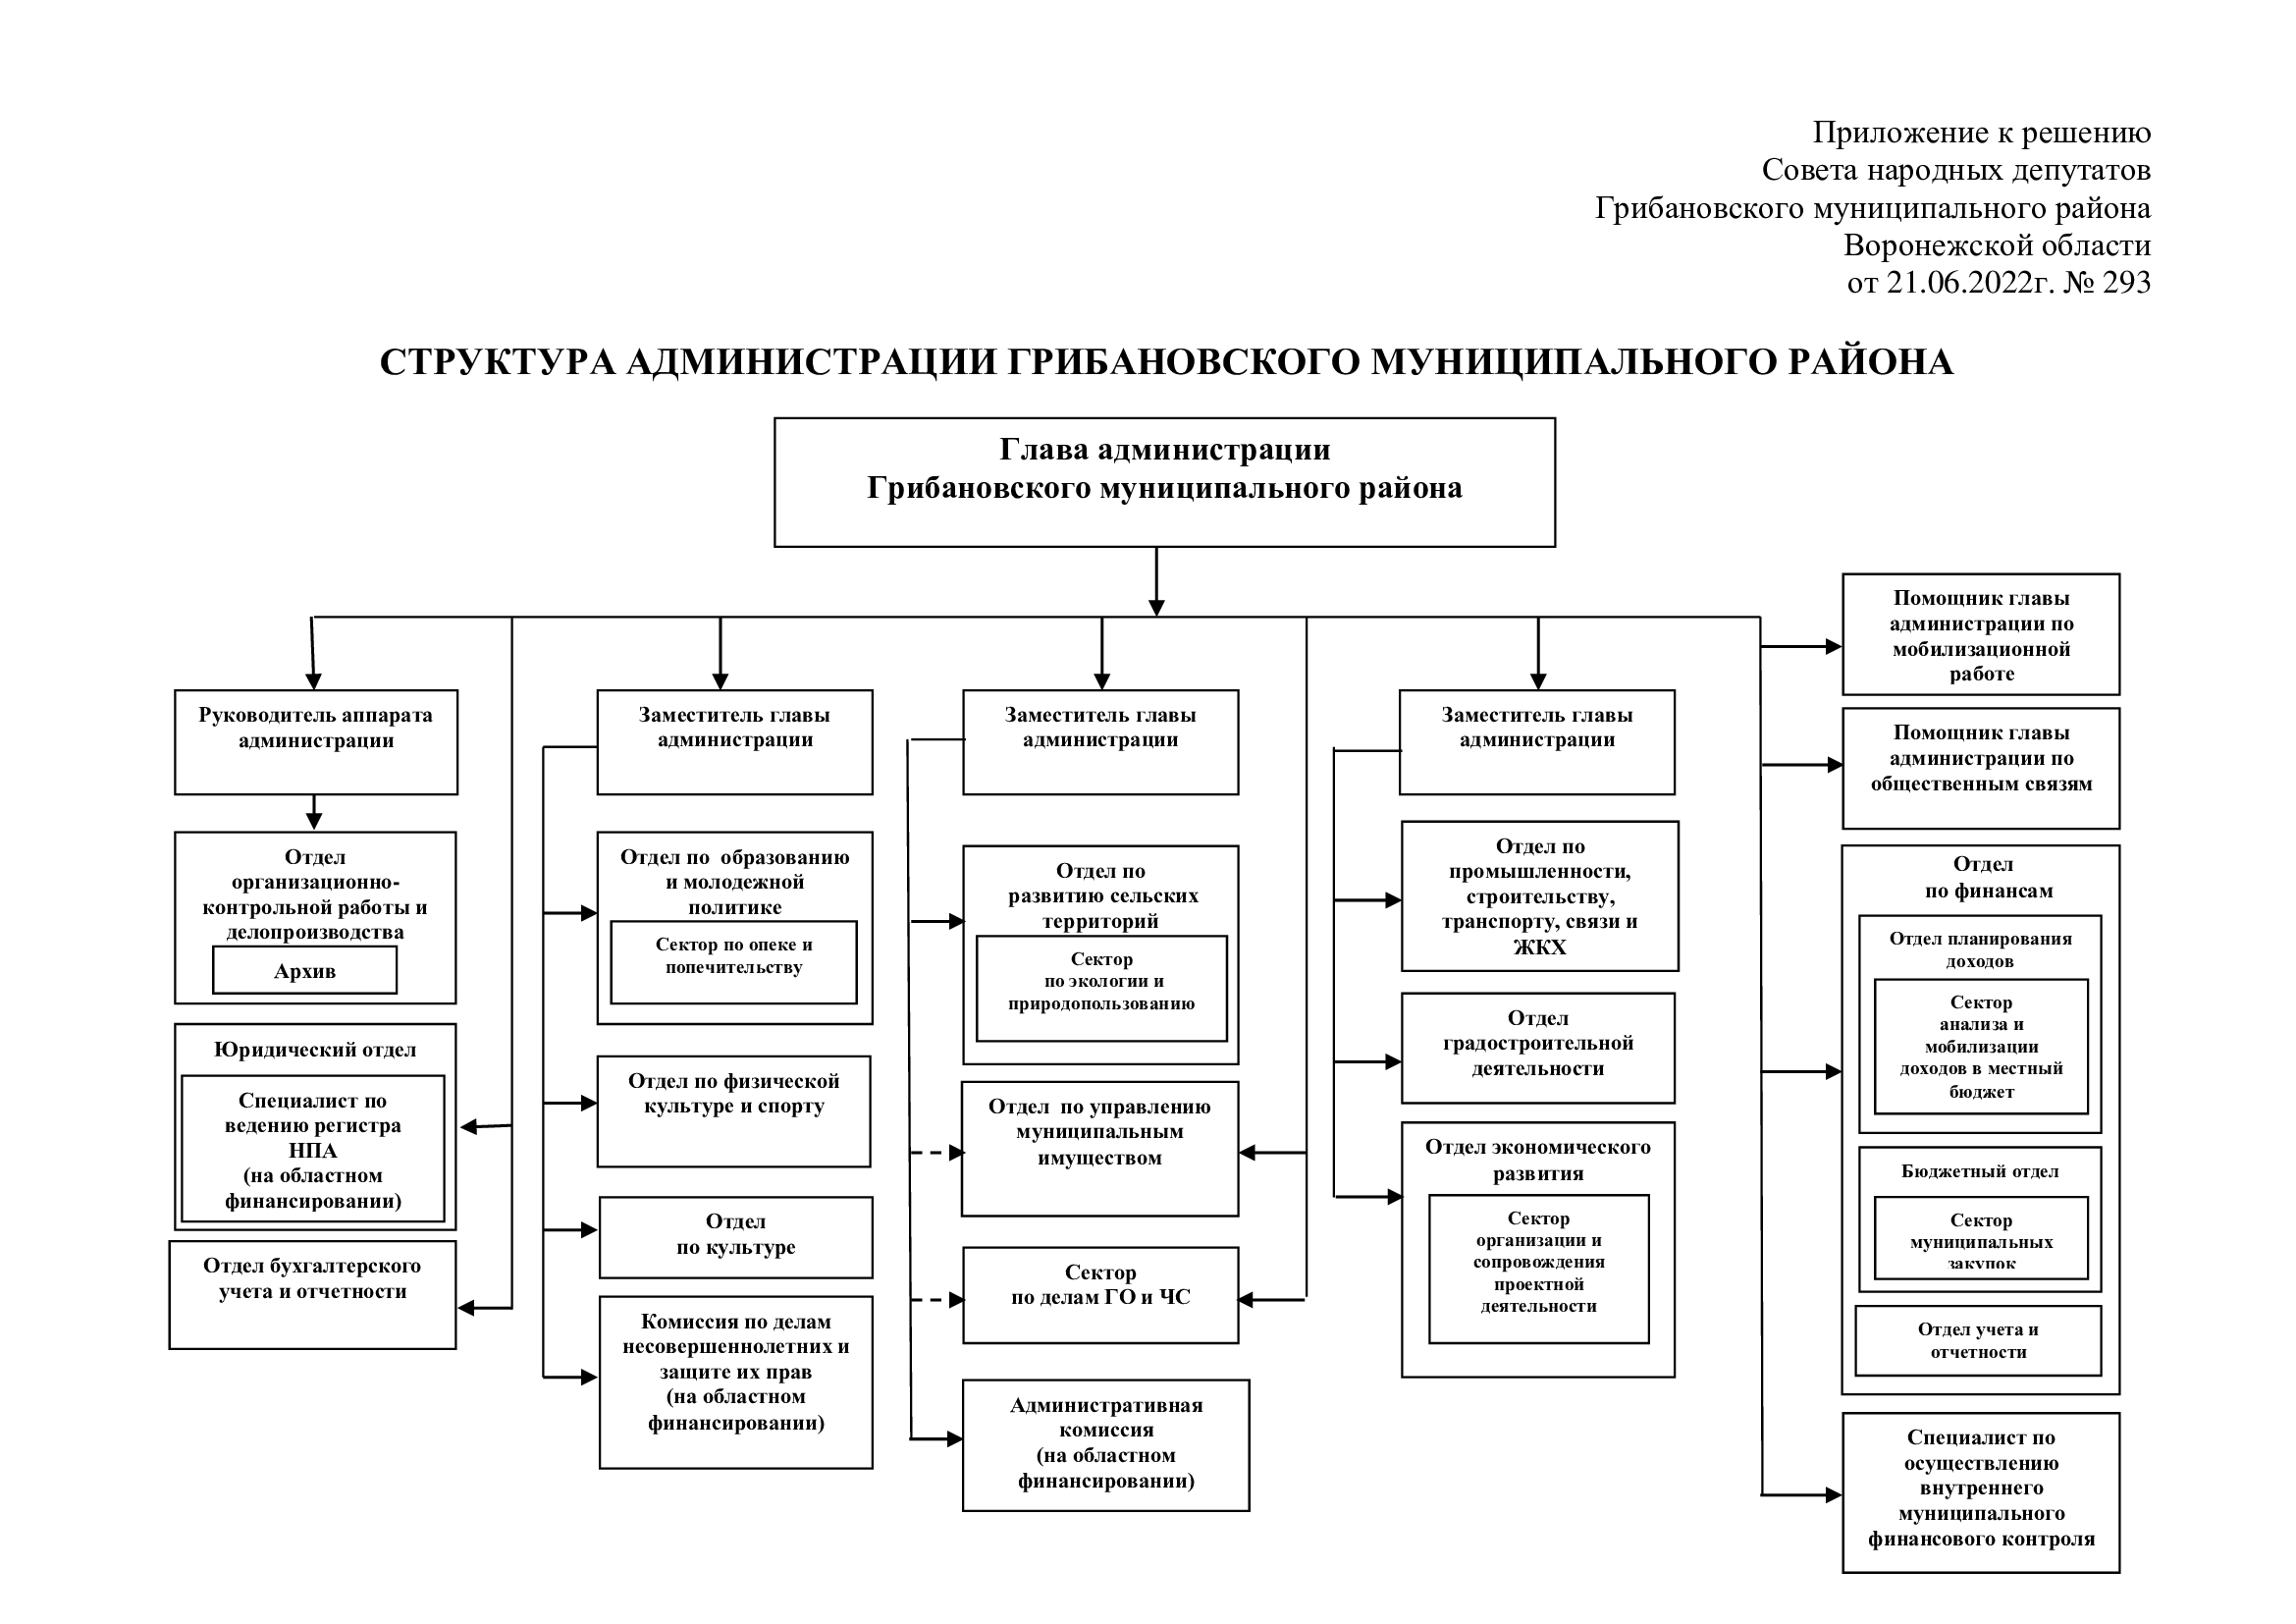 Приложение к решению
Совета народных депутатов
Грибановского муниципального района
Воронежской области
от 21.06.2022г. № 293
СТРУКТУРА АДМИНИСТРАЦИИ ГРИБАНОВСКОГО МУНИЦИПАЛЬНОГО РАЙОНА
Глава администрации
Грибановского муниципального района
Руководитель аппарата
администрации
Отдел
организационно-
контрольной работы и
делопроизводства
Архив
Юридический отдел
Специалист по
ведению регистра
НПА
(на областном
финансировании)
Отдел бухгалтерского
учета и отчетности
Заместитель главы
администрации
Отдел по  образованию
и молодежной
политике
Сектор по опеке и
попечительству
Отдел по физической
культуре и спорту
Отдел
по культуре
Комиссия по делам
несовершеннолетних и
защите их прав
(на областном
финансировании)
Заместитель главы
администрации
Отдел по
развитию сельских
территорий
Сектор
по экологии и
природопользованию
Отдел  по управлению
муниципальным
имуществом
Сектор
по делам ГО и ЧС
Административная
комиссия
(на областном
финансировании)
Заместитель главы
администрации
Отдел по
промышленности,
строительству,
транспорту, связи и
ЖКХ
Отдел
градостроительной
деятельности
Отдел экономического
развития
Сектор
организации и
сопровождения
проектной
деятельности
Помощник главы
администрации по
мобилизационной
работе
Помощник главы
администрации по
общественным связям
Отдел
по финансам
Отдел планирования
доходов
Сектор
анализа и
мобилизации
доходов в местный
бюджет
Бюджетный отдел
Сектор
муниципальных
закупок
Отдел учета и
отчетности
Специалист по
осуществлению
внутреннего
муниципального
финансового контроля